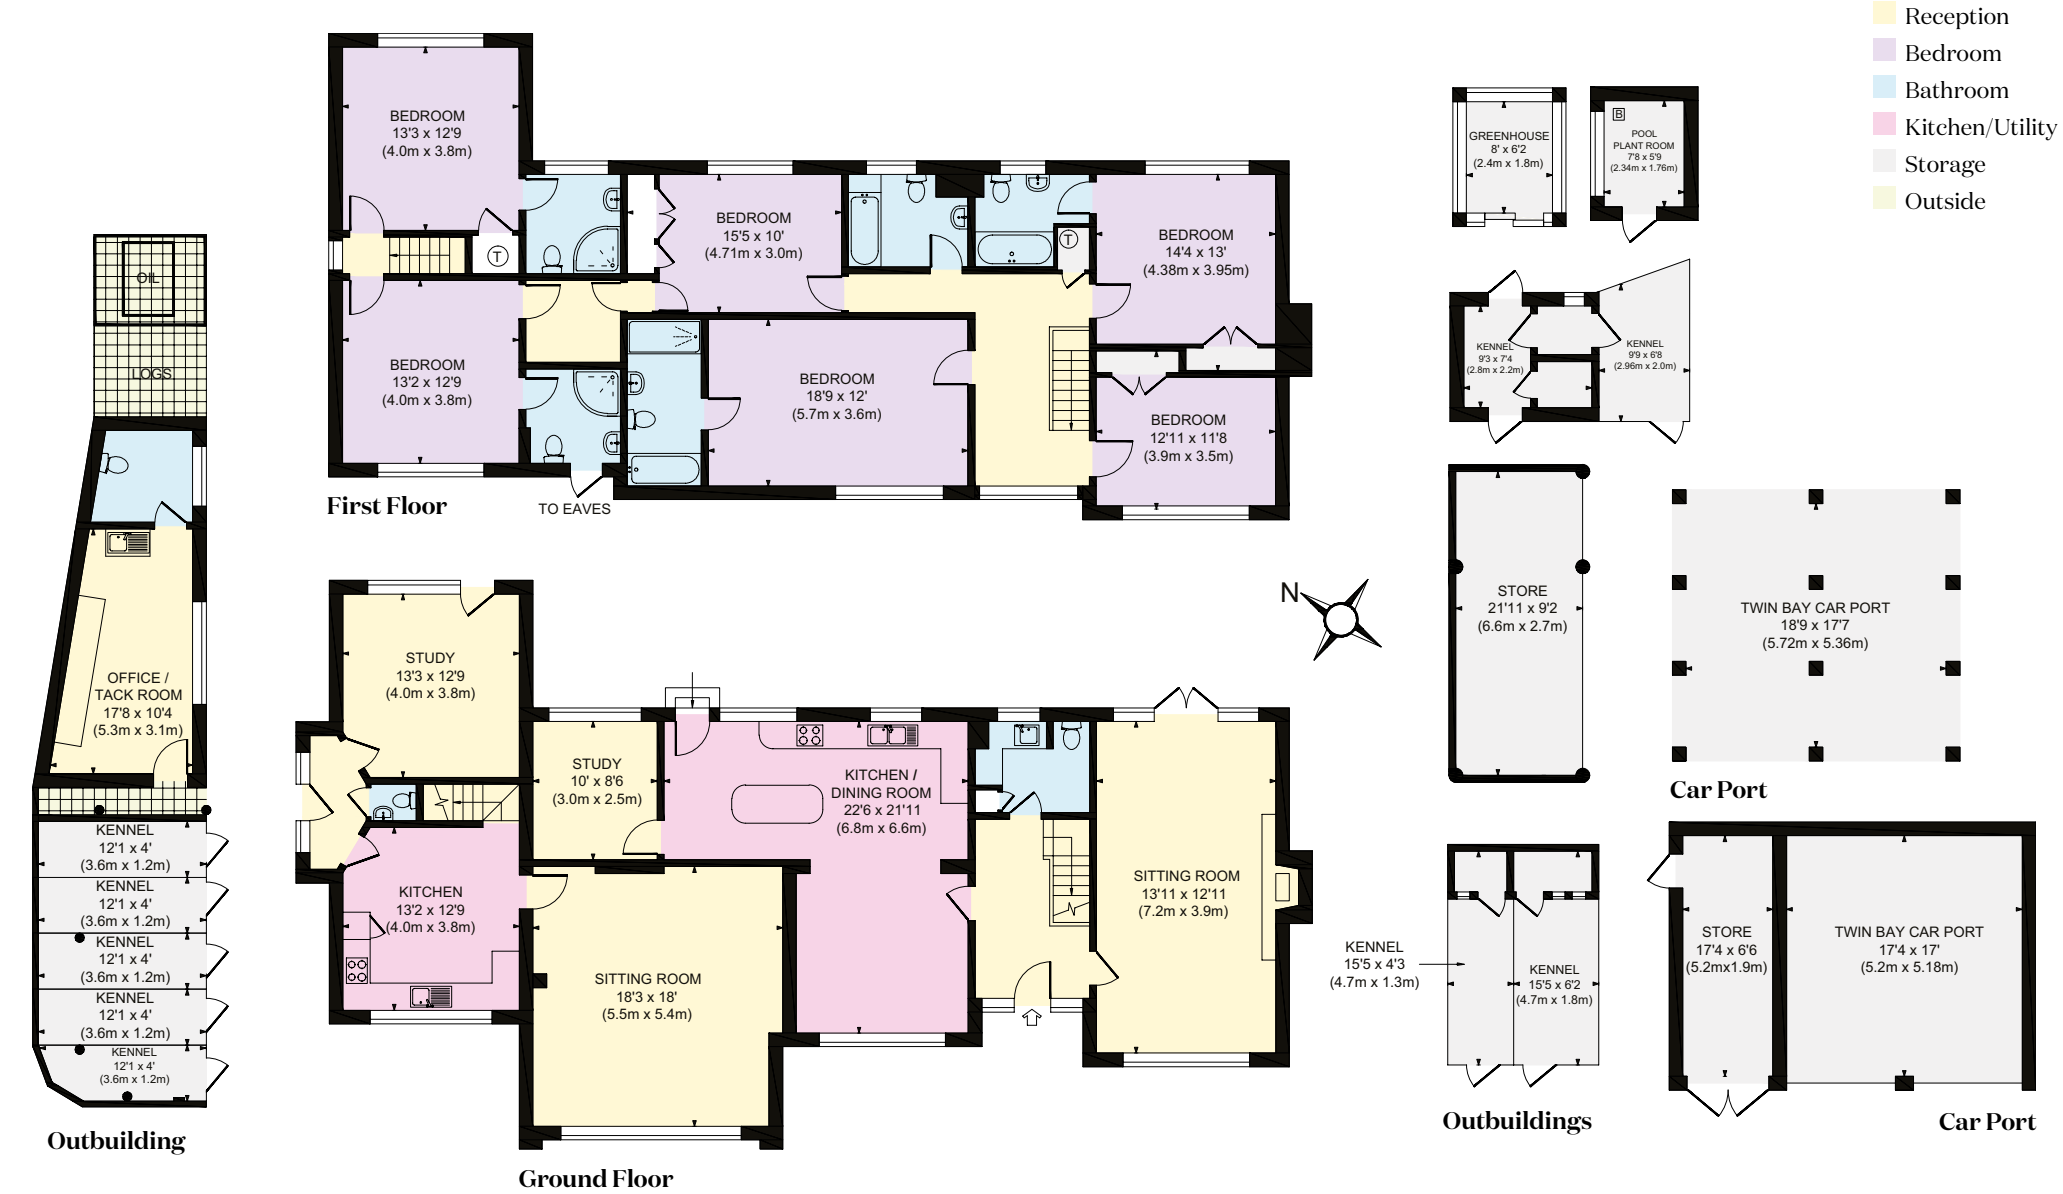 Reception
Bedroom
Bathroom
Kitchen/Utility
Storage
Outside
BEDROOM
13'3 x 12'9
(4.0m x 3.8m)
BEDROOM
15'5 x 10'
(4.71m x 3.0m)
BEDROOM
14'4 x 13'
(4.38m x 3.95m)
T
T
BEDROOM
13'2 x 12'9
(4.0m x 3.8m)
BEDROOM
18'9 x 12'
(5.7m x 3.6m)
BEDROOM
12'11 x 11'8
(3.9m x 3.5m)
First Floor
TO EAVES
GREENHOUSE
8' x 6'2
(2.4m x 1.8m)
B
POOL
PLANT ROOM
7'8 x 5'9
(2.34m x 1.76m)
KENNEL
9'3 x 7'4
(2.8m x 2.2m)
KENNEL
9'9 x 6'8
(2.96m x 2.0m)
OIL
LOGS
OFFICE /
TACK ROOM
17'8 x 10'4
(5.3m x 3.1m)
KENNEL
12'1 x 4'
(3.6m x 1.2m)
KENNEL
12'1 x 4'
(3.6m x 1.2m)
KENNEL
12'1 x 4'
(3.6m x 1.2m)
KENNEL
12'1 x 4'
(3.6m x 1.2m)
KENNEL
12'1 x 4'
(3.6m x 1.2m)
Outbuilding
STUDY
13'3 x 12'9
(4.0m x 3.8m)
STUDY
10' x 8'6
(3.0m x 2.5m)
KITCHEN /
DINING ROOM
22'6 x 21'11
(6.8m x 6.6m)
KITCHEN
13'2 x 12'9
(4.0m x 3.8m)
SITTING ROOM
18'3 x 18'
(5.5m x 5.4m)
SITTING ROOM
13'11 x 12'11
(7.2m x 3.9m)
Ground Floor
N
STORE
21'11 x 9'2
(6.6m x 2.7m)
TWIN BAY CAR PORT
18'9 x 17'7
(5.72m x 5.36m)
Car Port
KENNEL
15'5 x 4'3
(4.7m x 1.3m)
KENNEL
15'5 x 6'2
(4.7m x 1.8m)
Outbuildings
STORE
17'4 x 6'6
(5.2mx1.9m)
TWIN BAY CAR PORT
17'4 x 17'
(5.2m x 5.18m)
Car Port